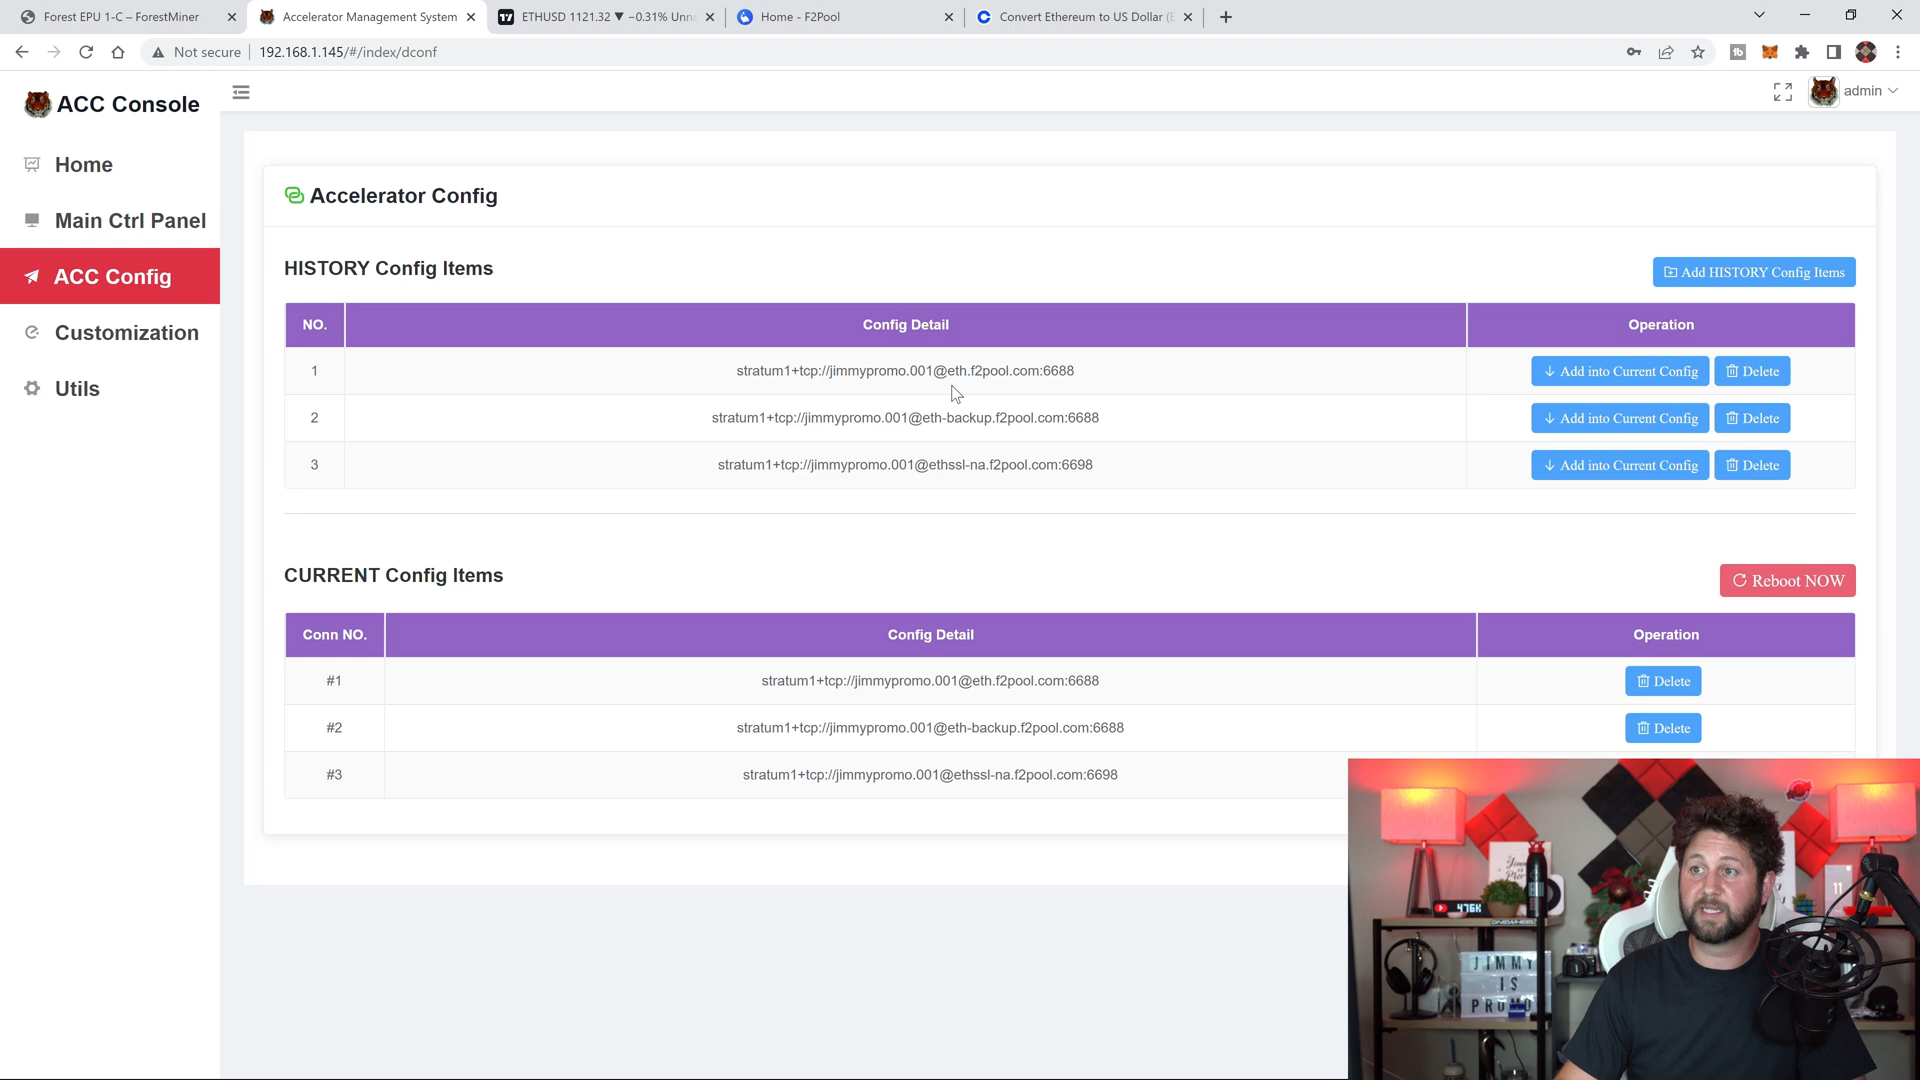 Forest EPU 1-C – ForestMiner
Accelerator Management System
ETHUSD 1121.32 ▼ −0.31% Unna
Home - F2Pool
Convert Ethereum to US Dollar (E
Not secure
192.168.1.145/#/index/dconf
ACC Console
admin
Home
Main Ctrl Panel
ACC Config
Customization
Utils
Accelerator Config
HISTORY Config Items
Add HISTORY Config Items
NO. Config Detail Operation
1 stratum1+tcp://jimmypromo.001@eth.f2pool.com:6688 Add into Current Config Delete
2 stratum1+tcp://jimmypromo.001@eth-backup.f2pool.com:6688 Add into Current Config Delete
3 stratum1+tcp://jimmypromo.001@ethssl-na.f2pool.com:6698 Add into Current Config Delete
CURRENT Config Items
Reboot NOW
Conn NO. Config Detail Operation
#1 stratum1+tcp://jimmypromo.001@eth.f2pool.com:6688 Delete
#2 stratum1+tcp://jimmypromo.001@eth-backup.f2pool.com:6688 Delete
#3 stratum1+tcp://jimmypromo.001@ethssl-na.f2pool.com:6698
476K
ONEWHEEL
JIMMY
IS
PROMO
11